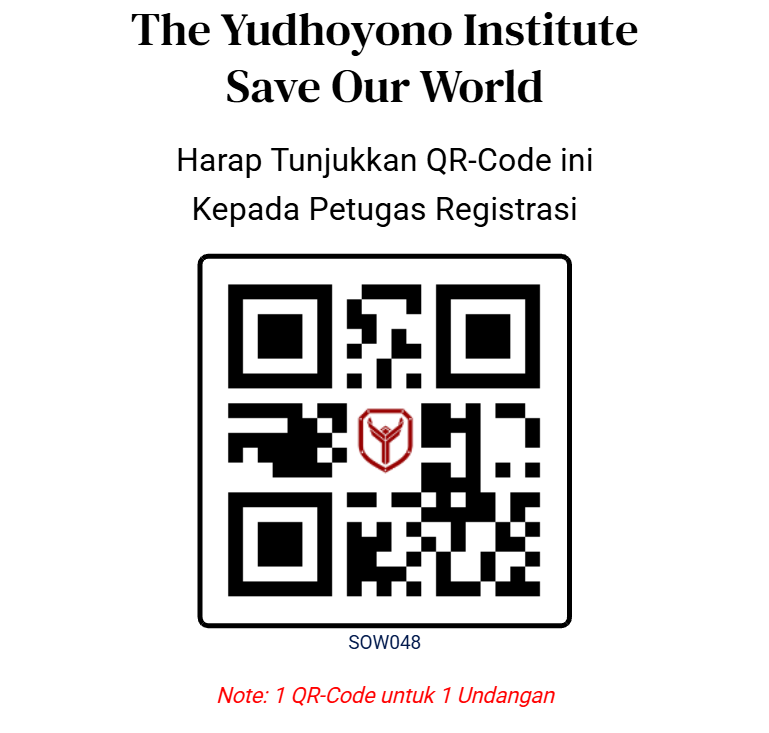 The Yudhoyono Institute
Save Our World
Harap Tunjukkan QR-Code ini
Kepada Petugas Registrasi
SOW048
Note: 1 QR-Code untuk 1 Undangan